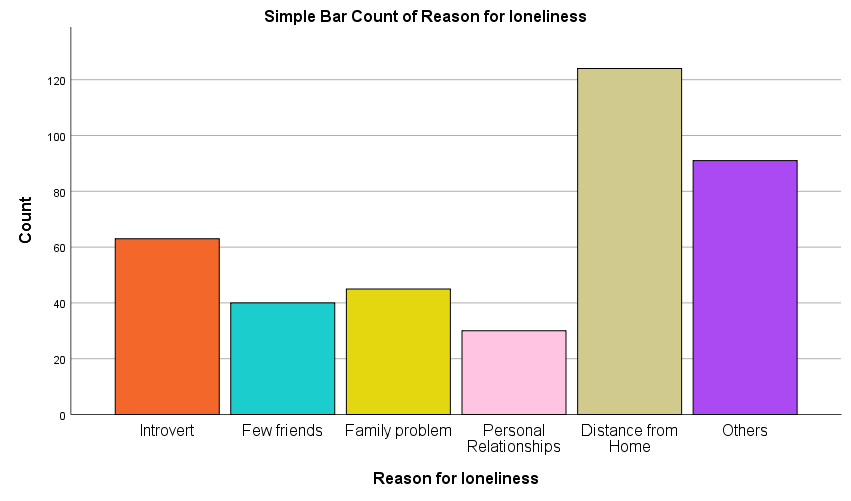 Simple Bar Count of Reason for loneliness
120
100
80
60
40
20
0
Count
Introvert
Few friends
Family problem
Personal
Relationships
Distance from
Home
Others
Reason for loneliness